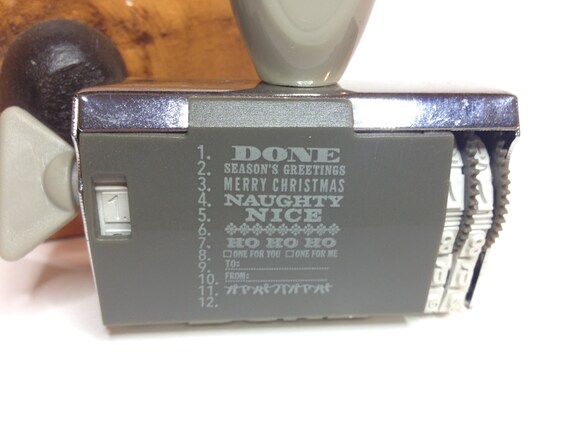 1. DONE
2. SEASON'S GREETINGS
3. MERRY CHRISTMAS
4. NAUGHTY
5. NICE
6.
7. HO HO HO
8. ONE FOR YOU ONE FOR ME
9. TO:
10. FROM:
11.
12.
1